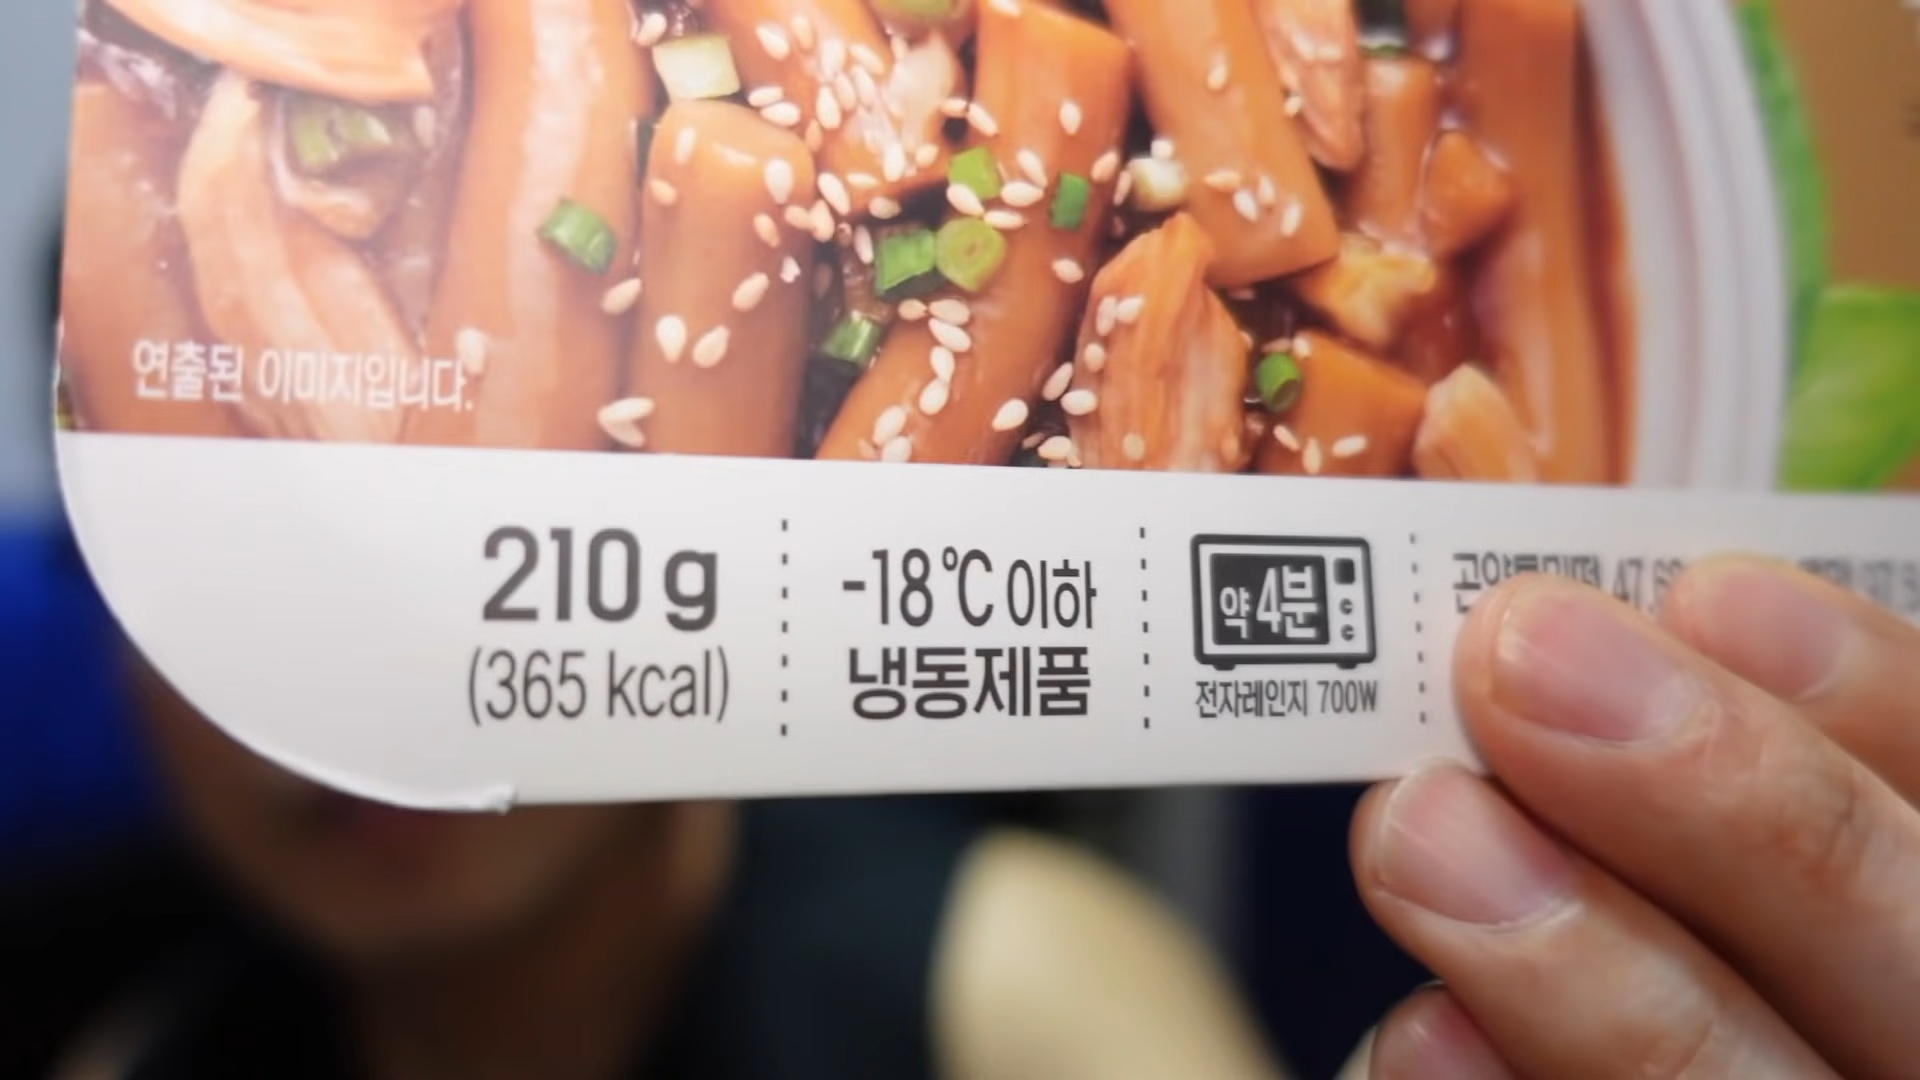 연출된 이미지입니다.
210 g
(365 kcal)
-18℃ 이하
냉동제품
약 4분
전자레인지 700W